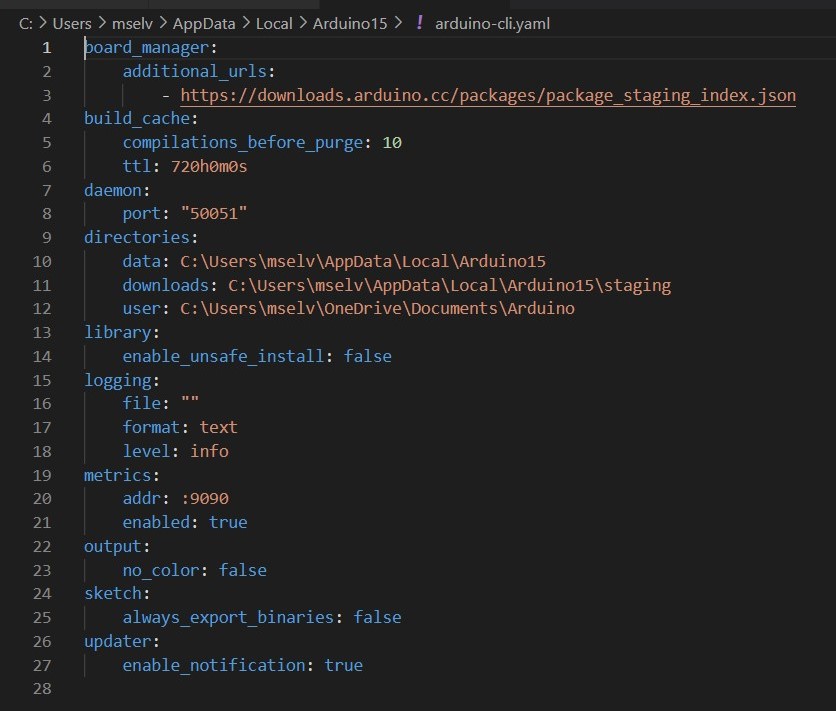 C: > Users > mselv > AppData > Local > Arduino15 > ! arduino-cli.yaml
1 board_manager:
2     additional_urls:
3         - https://downloads.arduino.cc/packages/package_staging_index.json
4 build_cache:
5     compilations_before_purge: 10
6     ttl: 720h0m0s
7 daemon:
8     port: "50051"
9 directories:
10     data: C:\Users\mselv\AppData\Local\Arduino15
11     downloads: C:\Users\mselv\AppData\Local\Arduino15\staging
12     user: C:\Users\mselv\OneDrive\Documents\Arduino
13 library:
14     enable_unsafe_install: false
15 logging:
16     file: ""
17     format: text
18     level: info
19 metrics:
20     addr: :9090
21     enabled: true
22 output:
23     no_color: false
24 sketch:
25     always_export_binaries: false
26 updater:
27     enable_notification: true
28